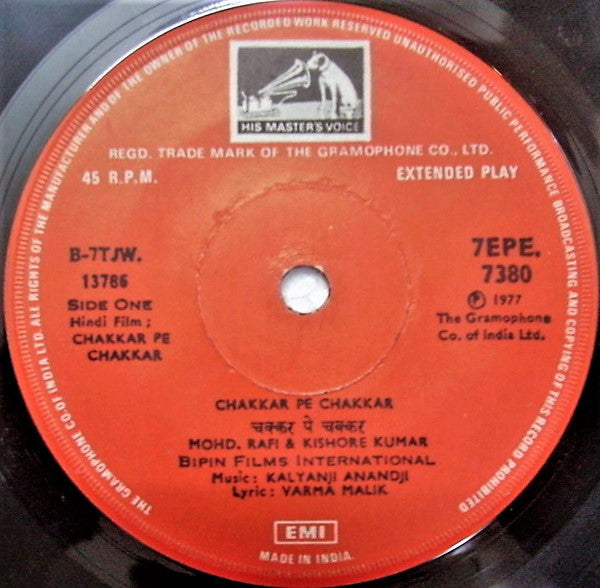 THE GRAMOPHONE CO OF INDIA LTD. ALL RIGHTS OF THE MANUFACTURER AND OF THE OWNER OF THE RECORDED WORK RESERVED UNAUTHORISED PUBLIC PERFORMANCE BROADCASTING AND COPYING OF THIS RECORD PROHIBITED
HIS MASTER'S VOICE
REGD. TRADE MARK OF THE GRAMOPHONE CO., LTD.
45 R.P.M.
EXTENDED PLAY
B-7TJW.
13786
SIDE ONE
Hindi Film ;
CHAKKAR PE
CHAKKAR
7EPE.
7380
Ⓟ 1977
The Gramophone
Co. of India Ltd.
CHAKKAR PE CHAKKAR
चक्कर पे चक्कर
MOHD. RAFI & KISHORE KUMAR
BIPIN FILMS INTERNATIONAL
Music: KALYANJI ANANDJI
Lyric: VARMA MALIK
EMI
MADE IN INDIA.